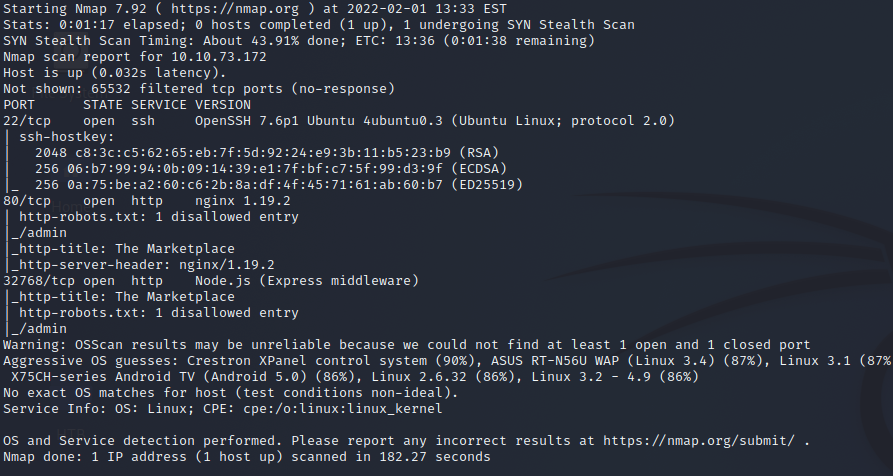 Starting Nmap 7.92 ( https://nmap.org ) at 2022-02-01 13:33 EST
Stats: 0:01:17 elapsed; 0 hosts completed (1 up), 1 undergoing SYN Stealth Scan
SYN Stealth Scan Timing: About 43.91% done; ETC: 13:36 (0:01:38 remaining)
Nmap scan report for 10.10.73.172
Host is up (0.032s latency).
Not shown: 65532 filtered tcp ports (no-response)
PORT      STATE SERVICE VERSION
22/tcp    open  ssh     OpenSSH 7.6p1 Ubuntu 4ubuntu0.3 (Ubuntu Linux; protocol 2.0)
| ssh-hostkey:
|   2048 c8:3c:c5:62:65:eb:7f:5d:92:24:e9:3b:11:b5:23:b9 (RSA)
|   256 06:b7:99:94:0b:09:14:39:e1:7f:bf:c7:5f:99:d3:9f (ECDSA)
|_  256 0a:75:be:a2:60:c6:2b:8a:df:4f:45:71:61:ab:60:b7 (ED25519)
80/tcp    open  http    nginx 1.19.2
| http-robots.txt: 1 disallowed entry
|_/admin
|_http-title: The Marketplace
|_http-server-header: nginx/1.19.2
32768/tcp open  http    Node.js (Express middleware)
|_http-title: The Marketplace
| http-robots.txt: 1 disallowed entry
|_/admin
Warning: OSScan results may be unreliable because we could not find at least 1 open and 1 closed port
Aggressive OS guesses: Crestron XPanel control system (90%), ASUS RT-N56U WAP (Linux 3.4) (87%), Linux 3.1 (87%
 X75CH-series Android TV (Android 5.0) (86%), Linux 2.6.32 (86%), Linux 3.2 - 4.9 (86%)
No exact OS matches for host (test conditions non-ideal).
Service Info: OS: Linux; CPE: cpe:/o:linux:linux_kernel

OS and Service detection performed. Please report any incorrect results at https://nmap.org/submit/ .
Nmap done: 1 IP address (1 host up) scanned in 182.27 seconds